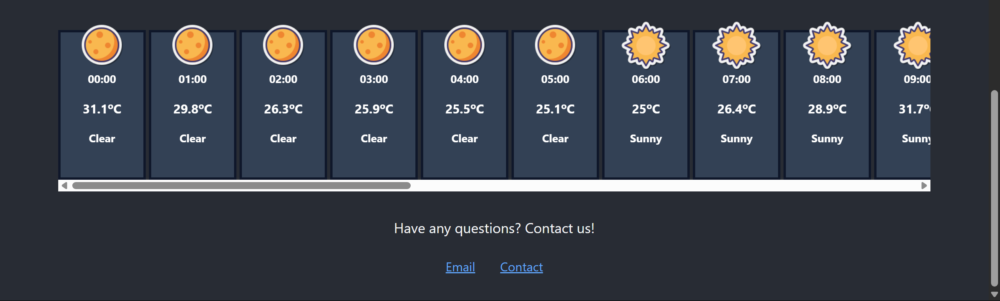 00:00 01:00 02:00 03:00 04:00 05:00 06:00 07:00 08:00 09:00
31.1°C 29.8°C 26.3°C 25.9°C 25.5°C 25.1°C 25°C 26.4°C 28.9°C 31.7°C
Clear Clear Clear Clear Clear Clear Sunny Sunny Sunny Sunny
Have any questions? Contact us!
Email Contact